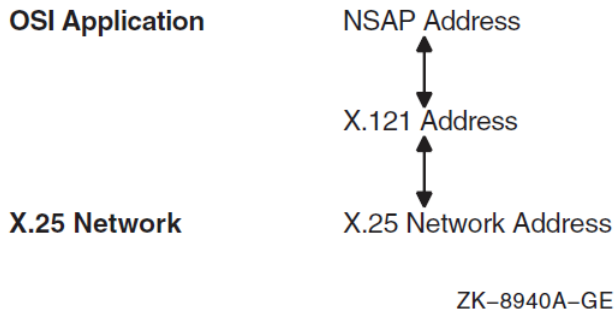 OSI Application NSAP Address
X.121 Address
X.25 Network X.25 Network Address
ZK–8940A–GE